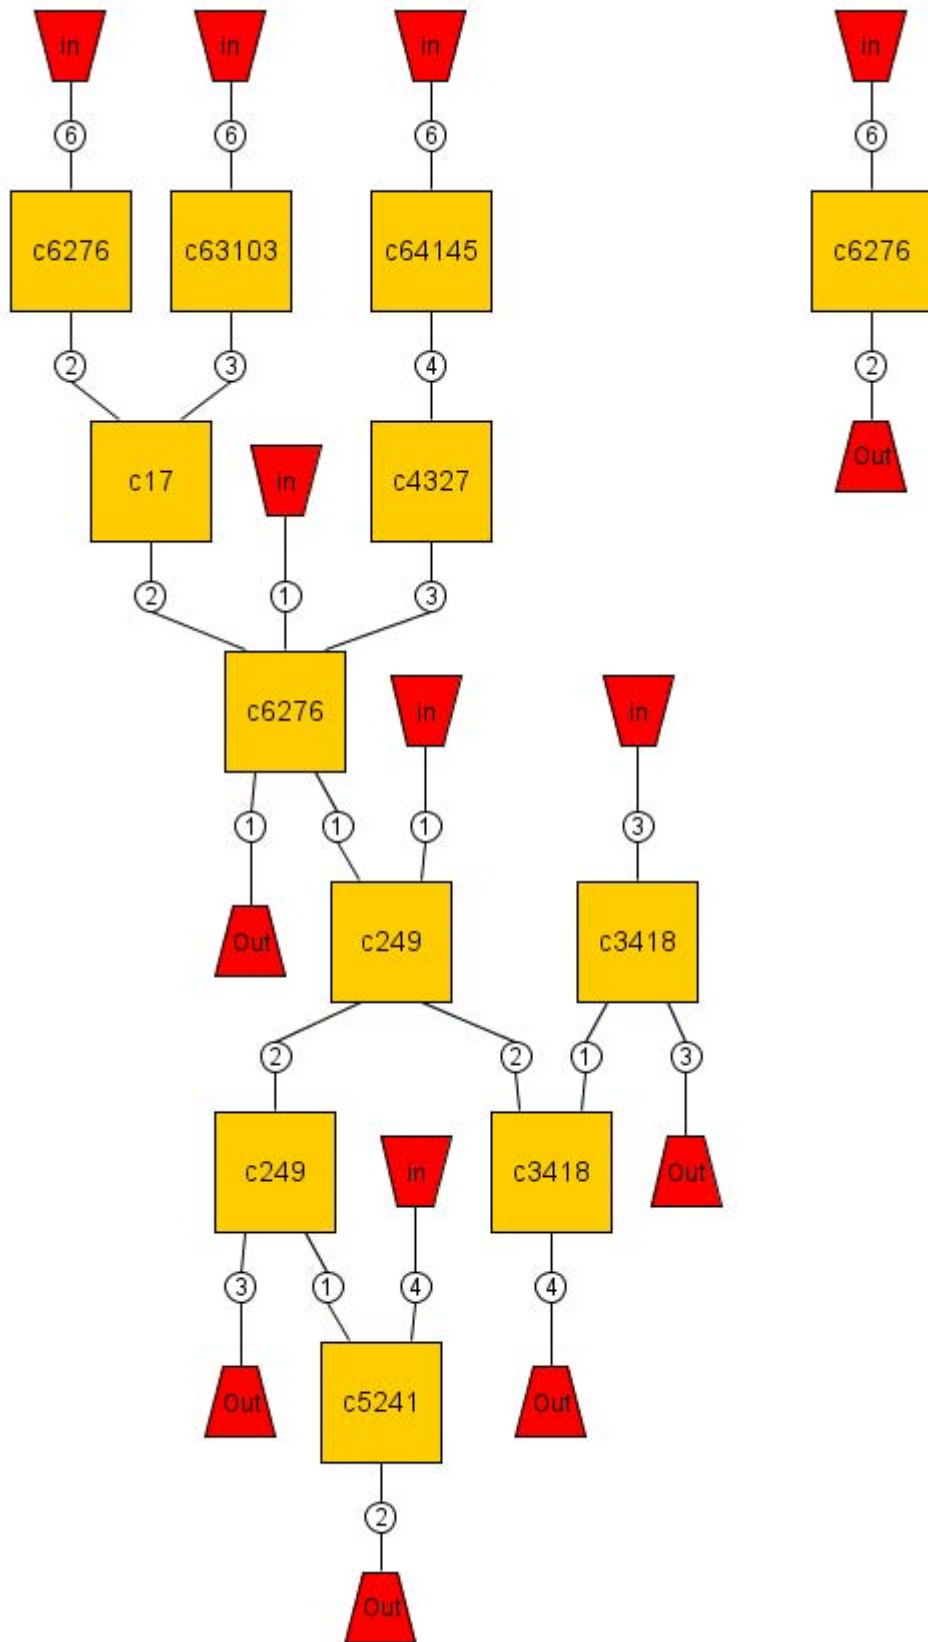 in in in in
6 6 6 6
c6276 c63103 c64145 c6276
2 3 4 2
c17 in c4327 Out
2 1 3
c6276 in in
1 1 1 3
Out c249 c3418
2 2 1 3
c249 in c3418 Out
3 1 4 4
Out c5241 Out
2
Out